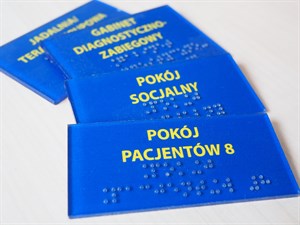 JADALNIA/
GABINET
DIAGNOSTYCZNO-
ZABIEGOWY
POKÓJ
SOCJALNY
POKÓJ
PACJENTÓW 8